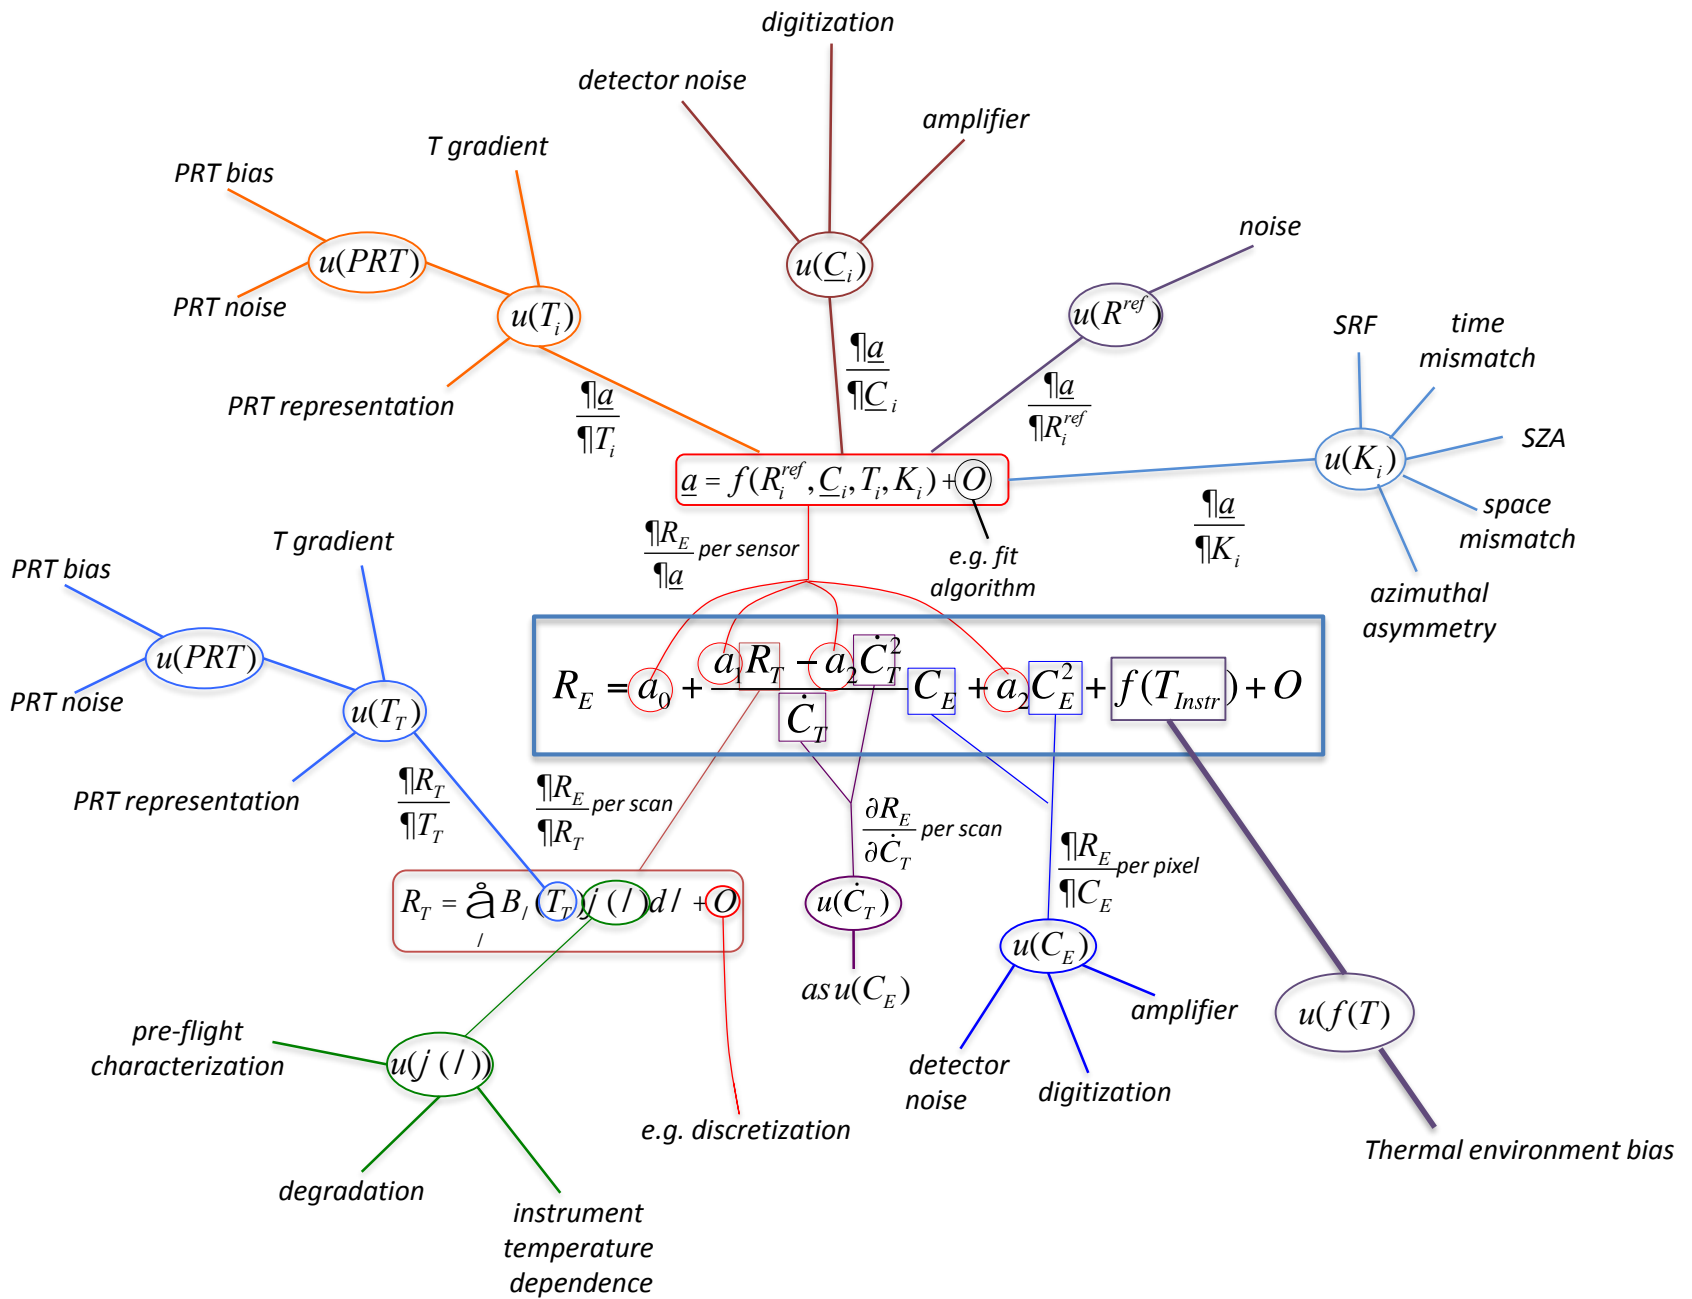 digitization
detector noise
amplifier
T gradient
PRT bias
u(PRT)
PRT noise
u(T_i)
PRT representation
u(C_i)
noise
u(R^ref)
SRF
time
mismatch
SZA
u(K_i)
space
mismatch
azimuthal
asymmetry
¶a
¶T_i
¶a
¶C_i
¶a
¶R_i^ref
¶a
¶K_i
a = f(R_i^ref, C_i, T_i, K_i) + O
¶R_E
¶a
per sensor
e.g. fit
algorithm
T gradient
PRT bias
u(PRT)
PRT noise
u(T_T)
PRT representation
R_E = a_0 + (a_1 R_T − a_2 Ċ_T^2) / Ċ_T C_E + a_2 C_E^2 + f(T_Instr) + O
¶R_T
¶T_T
¶R_E
¶R_T
per scan
∂R_E
∂Ċ_T
per scan
¶R_E
¶C_E
per pixel
R_T = å B_/(T_T) j (/) d/ + O
/
u(Ċ_T)
as u(C_E)
u(C_E)
amplifier
detector
noise
digitization
u(f(T)
Thermal environment bias
pre-flight
characterization
u(j (/))
degradation
instrument
temperature
dependence
e.g. discretization